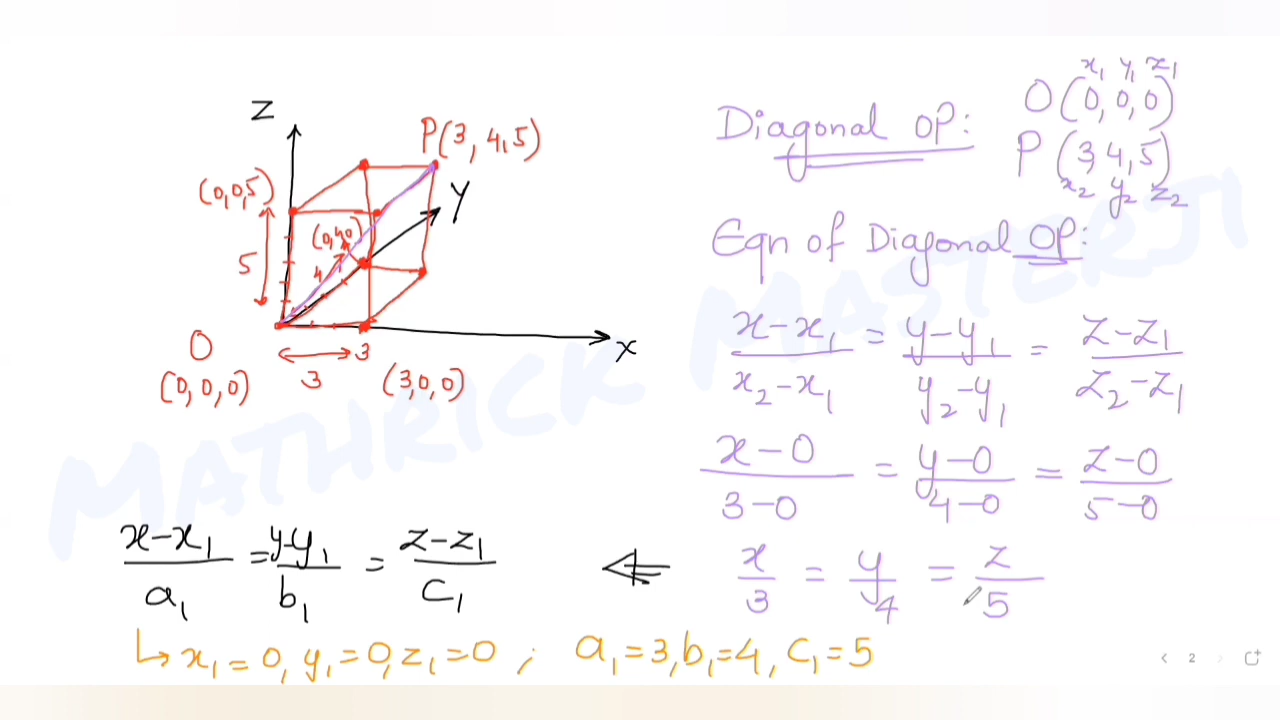 Z
P(3, 4, 5)
(0,0,5)
Y
(0,4,0)
5
4
O
(0, 0, 0)
3
3
(3,0,0)
X
Diagonal OP:
x₁ y₁ z₁
O(0, 0, 0)
P (3, 4, 5)
x₂ y₂ z₂
Eqn of Diagonal OP:
x-x₁/x₂-x₁ = y-y₁/y₂-y₁ = z-z₁/z₂-z₁
x-0/3-0 = y-0/4-0 = z-0/5-0
x/3 = y/4 = z/5
x-x₁/a₁ = y-y₁/b₁ = z-z₁/c₁ ⇐
↳ x₁=0, y₁=0, z₁=0 ; a₁=3, b₁=4, c₁=5
MATHRICK MASTERJI
< 2 >